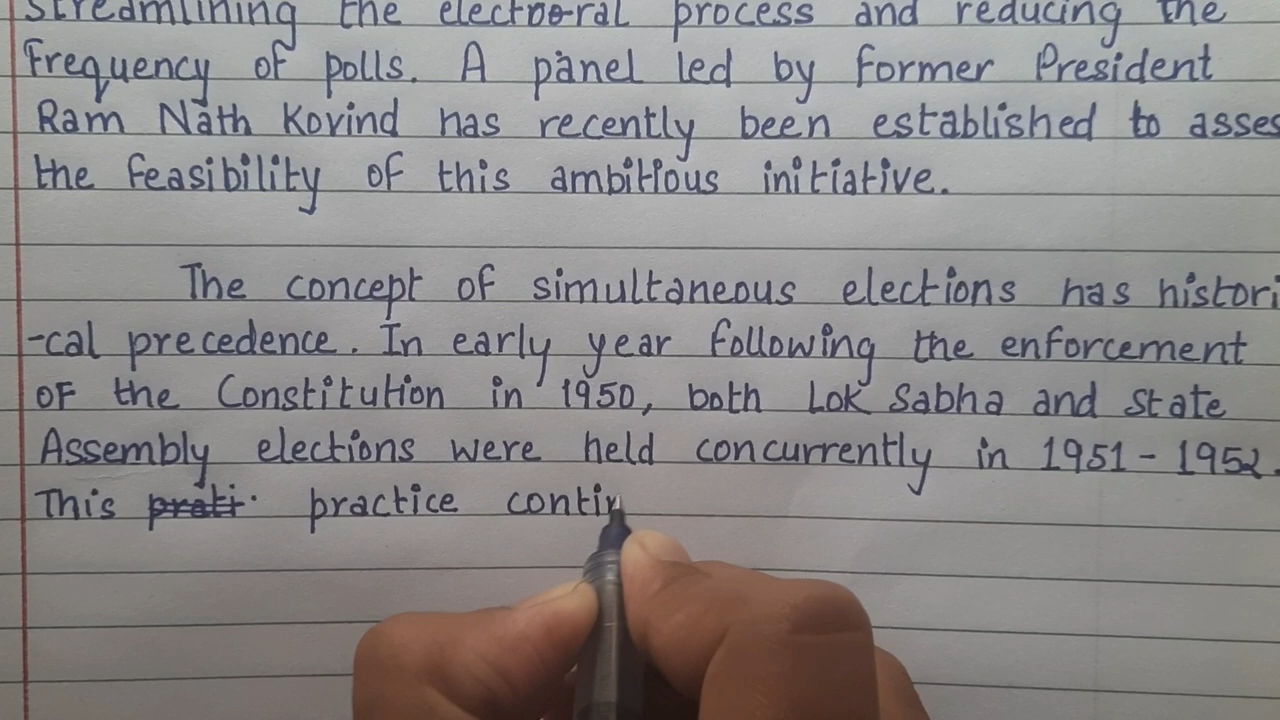 streamlining the electroral process and reducing the
frequency of polls. A panel led by former President
Ram Nath Kovind has recently been established to asses
the feasibility of this ambitious initiative.
The concept of simultaneous elections has histori
-cal precedence. In early year following the enforcement
of the Constitution in 1950, both Lok Sabha and state
Assembly elections were held concurrently in 1951-1952.
This prati practice contin